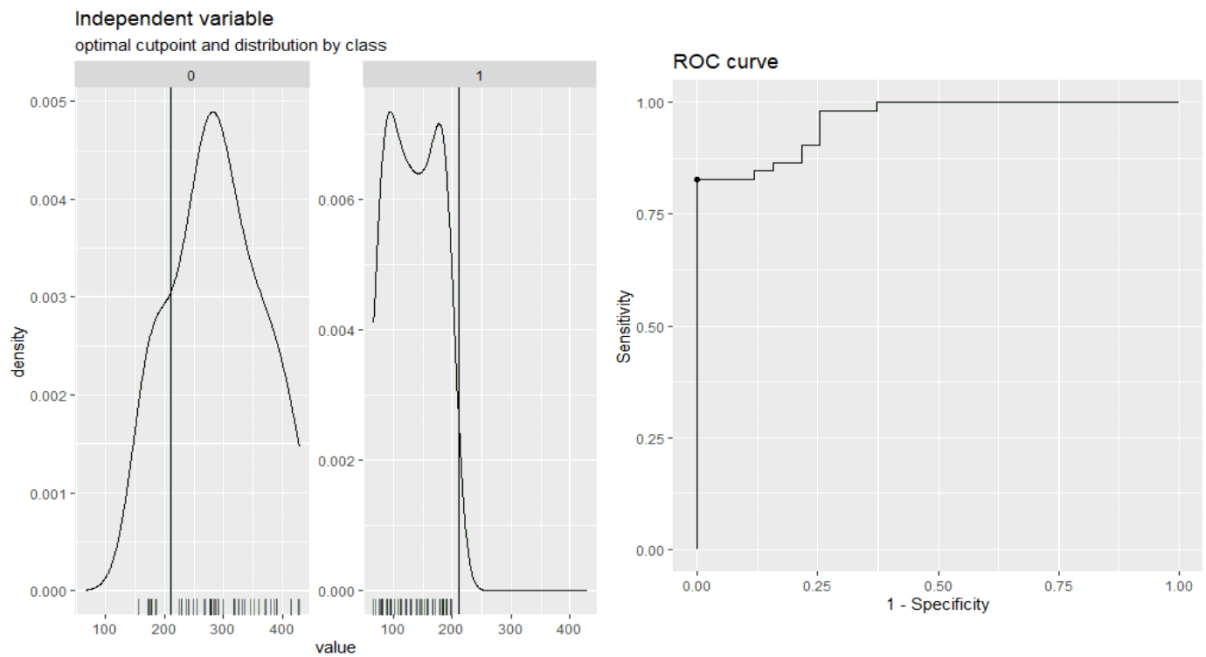 Independent variable
optimal cutpoint and distribution by class
0
1
density
0.005
0.004
0.003
0.002
0.001
0.000
0.006
0.004
0.002
0.000
100 200 300 400
100 200 300 400
value
ROC curve
Sensitivity
1.00
0.75
0.50
0.25
0.00
0.00 0.25 0.50 0.75 1.00
1 - Specificity